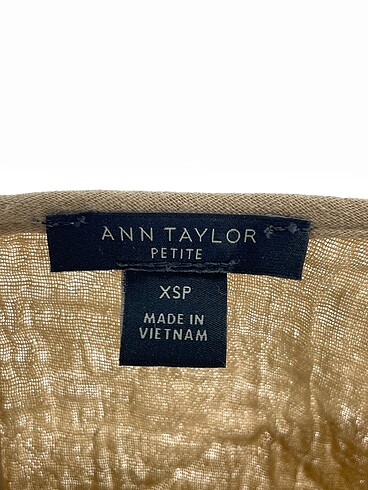 ANN TAYLOR
PETITE
XSP
MADE IN
VIETNAM